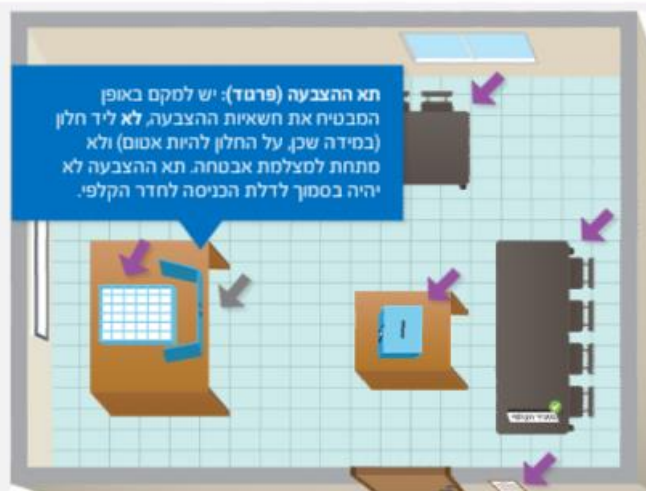 תא ההצבעה (פרגוד): יש למקם באופן
המבטיח את חשאיות ההצבעה, לא ליד חלון
(במידה שכן, על החלון להיות אטום) ולא
מתחת למצלמת אבטחה. תא ההצבעה לא
יהיה בסמוך לדלת הכניסה לחדר הקלפי.